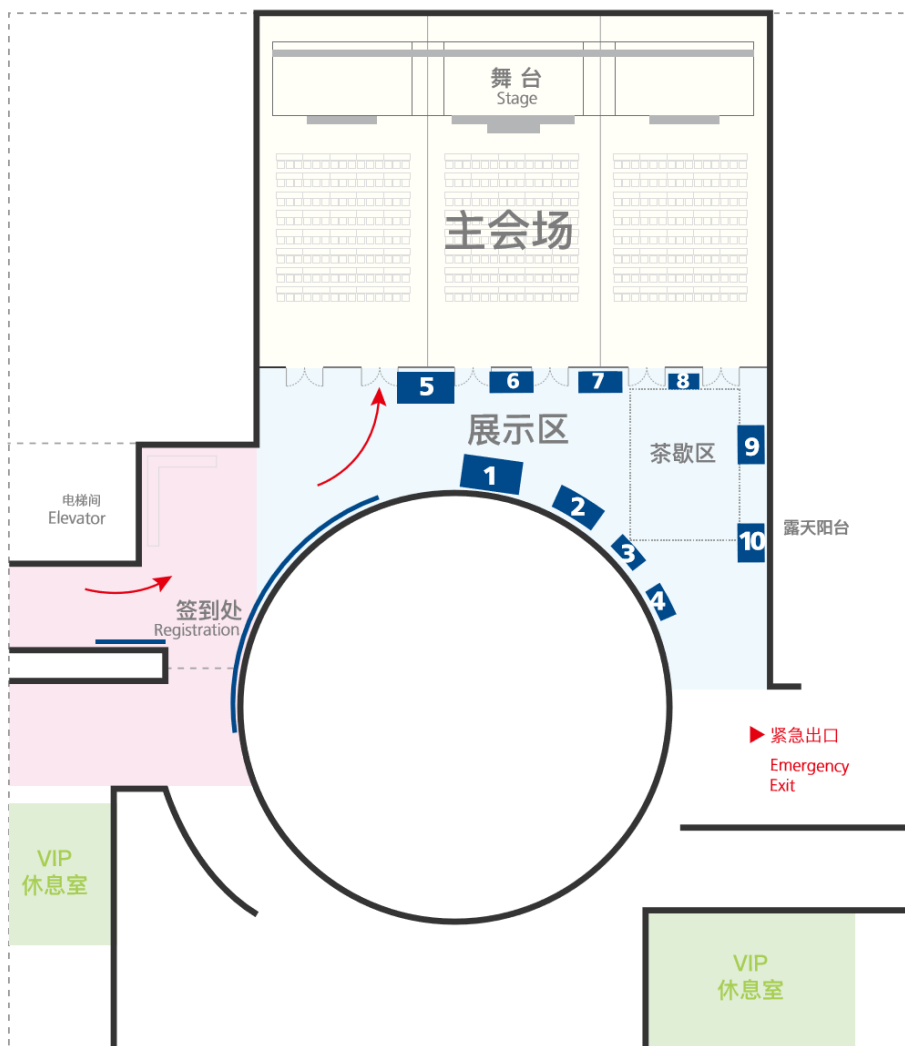 舞 台
Stage
主会场
5
6
7
8
展示区
茶歇区
9
1
2
3
4
10
露天阳台
电梯间
Elevator
签到处
Registration
紧急出口
Emergency
Exit
VIP
休息室
VIP
休息室